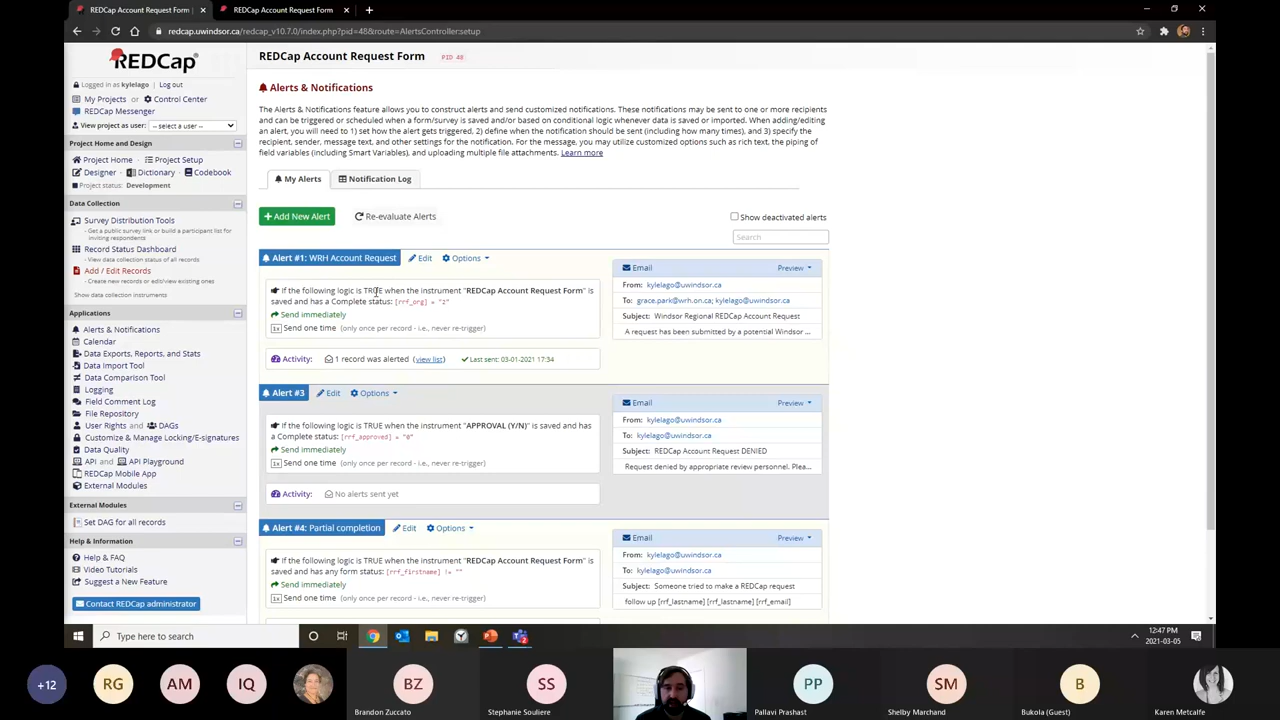 REDCap Account Request Form
REDCap Account Request Form
redcap.uwindsor.ca/redcap_v10.7.0/index.php?pid=48&route=AlertsController:setup
REDCap
Logged in as kylelago | Log out
My Projects or Control Center
REDCap Messenger
View project as user: -- select a user --
Project Home and Design
Project Home or Project Setup
Designer Dictionary Codebook
Project status: Development
Data Collection
Survey Distribution Tools
- Get a public survey link or build a participant list for
inviting respondents
Record Status Dashboard
- View data collection status of all records
Add / Edit Records
- Create new records or edit/view existing ones
Show data collection instruments
Applications
Alerts & Notifications
Calendar
Data Exports, Reports, and Stats
Data Import Tool
Data Comparison Tool
Logging
Field Comment Log
File Repository
User Rights and DAGs
Customize & Manage Locking/E-signatures
Data Quality
API and API Playground
REDCap Mobile App
External Modules
External Modules
Set DAG for all records
Help & Information
Help & FAQ
Video Tutorials
Suggest a New Feature
Contact REDCap administrator
REDCap Account Request Form PID 48
Alerts & Notifications
The Alerts & Notifications feature allows you to construct alerts and send customized notifications. These notifications may be sent to one or more recipients
and can be triggered or scheduled when a form/survey is saved and/or based on conditional logic whenever data is saved or imported. When adding/editing
an alert, you will need to 1) set how the alert gets triggered, 2) define when the notification should be sent (including how many times), and 3) specify the
recipient, sender, message text, and other settings for the notification. You may utilize customized options such as rich text, the piping of
field variables (including Smart Variables), and uploading multiple file attachments. Learn more
My Alerts Notification Log
+ Add New Alert Re-evaluate Alerts Show deactivated alerts
Search
Alert #1: WRH Account Request Edit Options
If the following logic is TRUE when the instrument "REDCap Account Request Form" is
saved and has a Complete status: [rrf_org] = "2"
Send immediately
1x Send one time (only once per record - i.e., never re-trigger)
Activity: 1 record was alerted (view list) Last sent: 03-01-2021 17:34
Email Preview
From: kylelago@uwindsor.ca
To: grace.park@wrh.on.ca; kylelago@uwindsor.ca
Subject: Windsor Regional REDCap Account Request
A request has been submitted by a potential Windsor ...
Alert #3 Edit Options
If the following logic is TRUE when the instrument "APPROVAL (Y/N)" is saved and has
a Complete status: [rrf_approved] = "0"
Send immediately
1x Send one time (only once per record - i.e., never re-trigger)
Activity: No alerts sent yet
Email Preview
From: kylelago@uwindsor.ca
To: kylelago@uwindsor.ca
Subject: REDCap Account Request DENIED
Request denied by appropriate review personnel. Plea...
Alert #4: Partial completion Edit Options
If the following logic is TRUE when the instrument "REDCap Account Request Form" is
saved and has any form status: [rrf_firstname] != ""
Send immediately
1x Send one time (only once per record - i.e., never re-trigger)
Email Preview
From: kylelago@uwindsor.ca
To: kylelago@uwindsor.ca
Subject: Someone tried to make a REDCap request
follow up [rrf_lastname] [rrf_lastname] [rrf_email]
Type here to search
12:47 PM
2021-03-05
+12
RG
AM
IQ
BZ
Brandon Zuccato
SS
Stephanie Souliere
PP
Pallavi Prashast
SM
Shelby Marchand
B
Bukola (Guest)
Karen Metcalfe